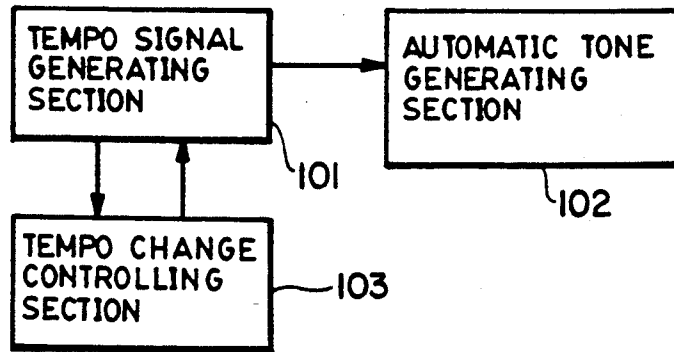 TEMPO SIGNAL
GENERATING
SECTION
101
AUTOMATIC TONE
GENERATING
SECTION
102
TEMPO CHANGE
CONTROLLING
SECTION
103